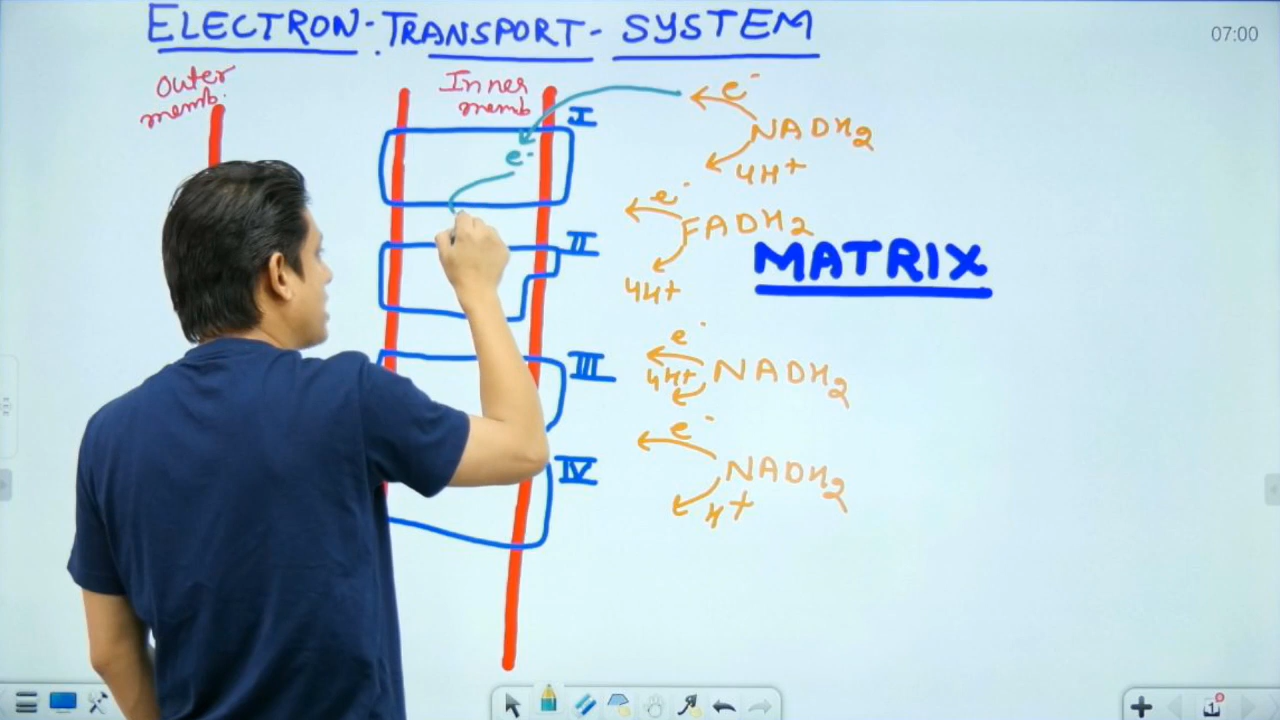 ELECTRON-TRANSPORT-SYSTEM
07:00
Outer
memb.
Inner
memb
I
e-
NADH2
4H+
e-
e-
FADH2
4H+
II
MATRIX
III
e-
4H+
NADH2
IV
e-
NADH2
H+
1